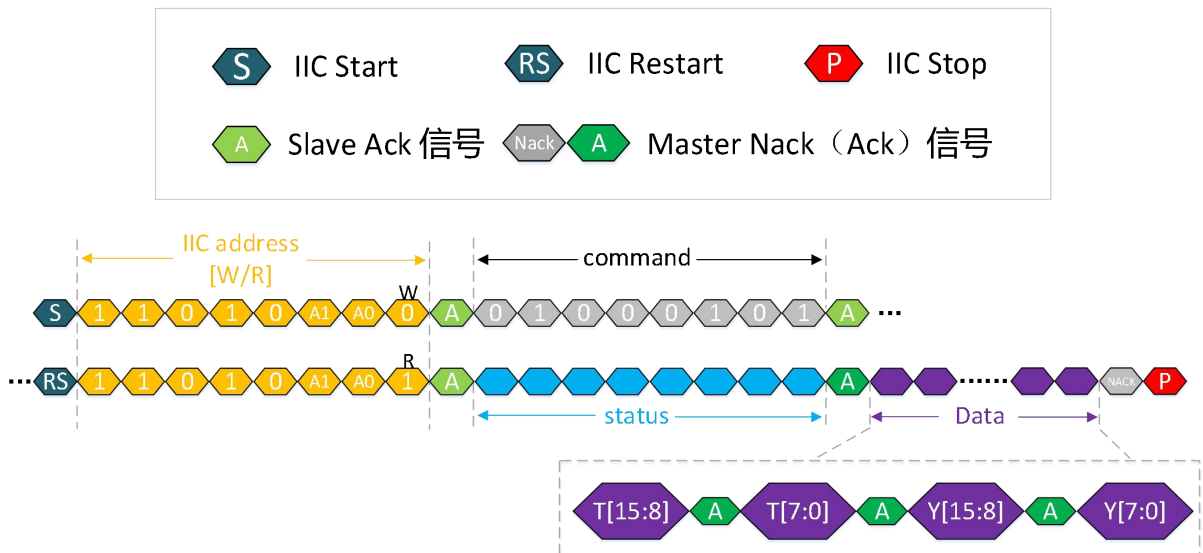 S IIC Start RS IIC Restart P IIC Stop
A Slave Ack 信号 Nack A Master Nack（Ack）信号
IIC address
[W/R]
command
W
S 1 1 0 1 0 A1 A0 0 A 0 1 0 0 0 1 0 1 A ...
R
... RS 1 1 0 1 0 A1 A0 1 A A ...... NACK P
status Data
T[15:8] A T[7:0] A Y[15:8] A Y[7:0]